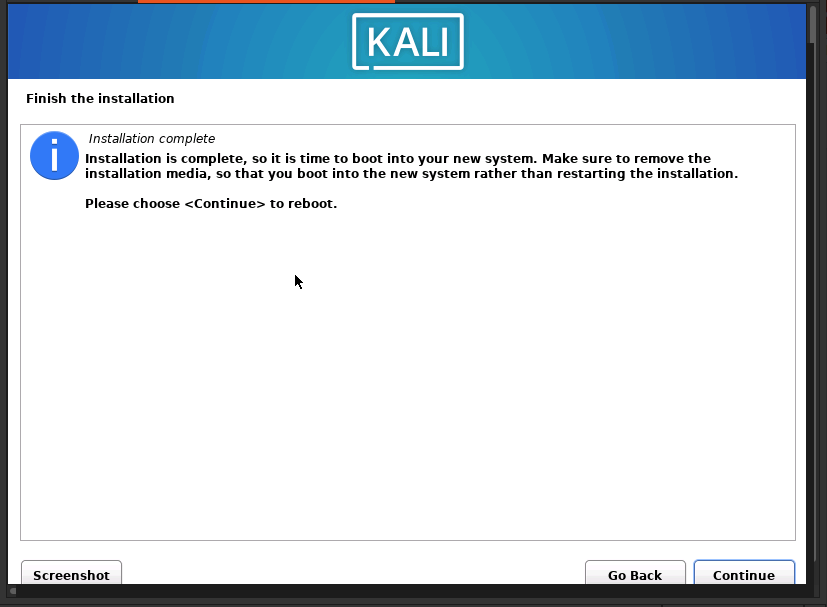 KALI
Finish the installation
Installation complete
Installation is complete, so it is time to boot into your new system. Make sure to remove the
installation media, so that you boot into the new system rather than restarting the installation.
Please choose <Continue> to reboot.
Screenshot
Go Back
Continue